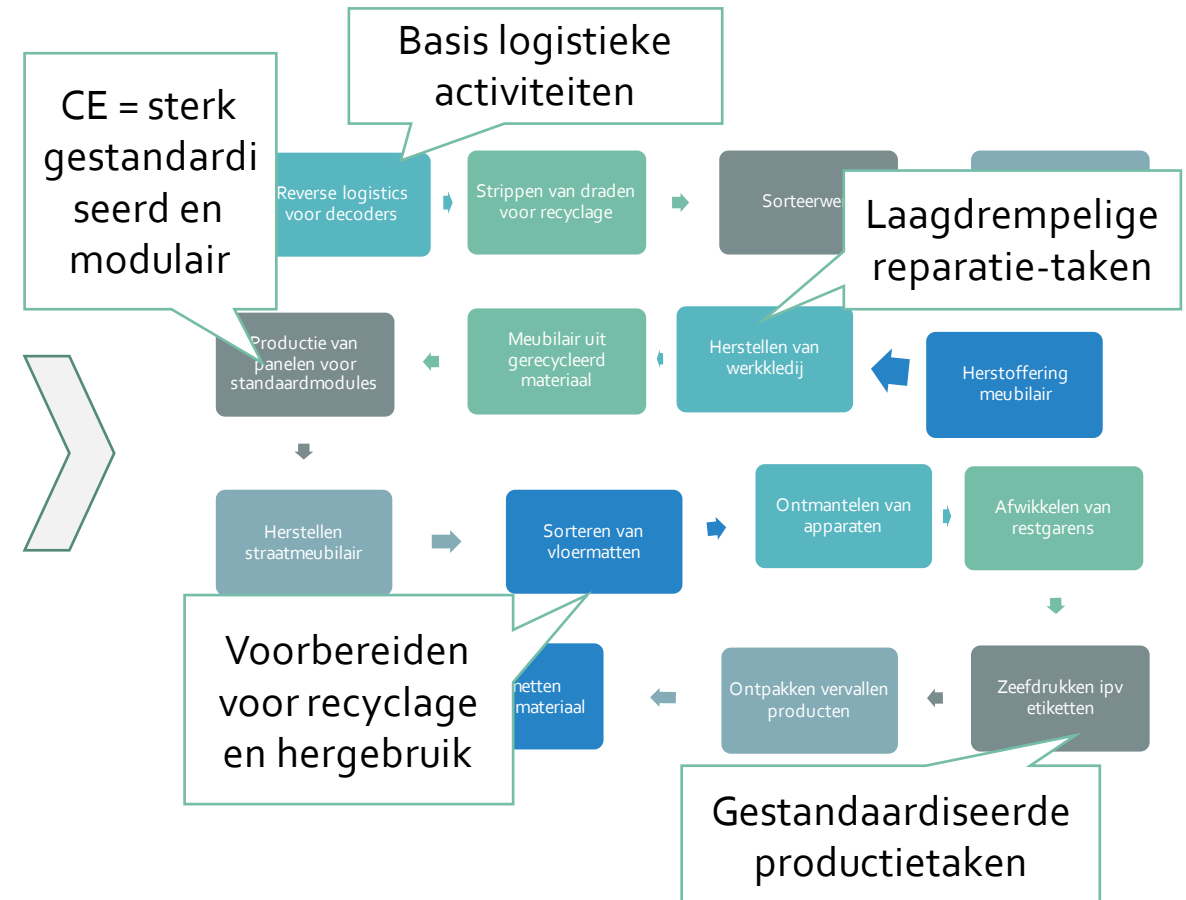 Basis logistieke
activiteiten
CE = sterk
gestandardi
seerd en
modulair
Reverse logistics
voor decoders
Strippen van draden
voor recyclage
Laagdrempelige
reparatie-taken
Productie van
panelen voor
standaardmodules
Meubilair uit
gerecycleerd
materiaal
Herstellen van
werkkledij
Herstoffering
meubilair
Herstellen
straatmeubilair
Sorteren van
vloermatten
Ontmantelen van
apparaten
Afwikkelen van
restgarens
Voorbereiden
voor recyclage
en hergebruik
materiaal
Ontpakken vervallen
producten
Zeefdrukken ipv
etiketten
Gestandaardiseerde
productietaken